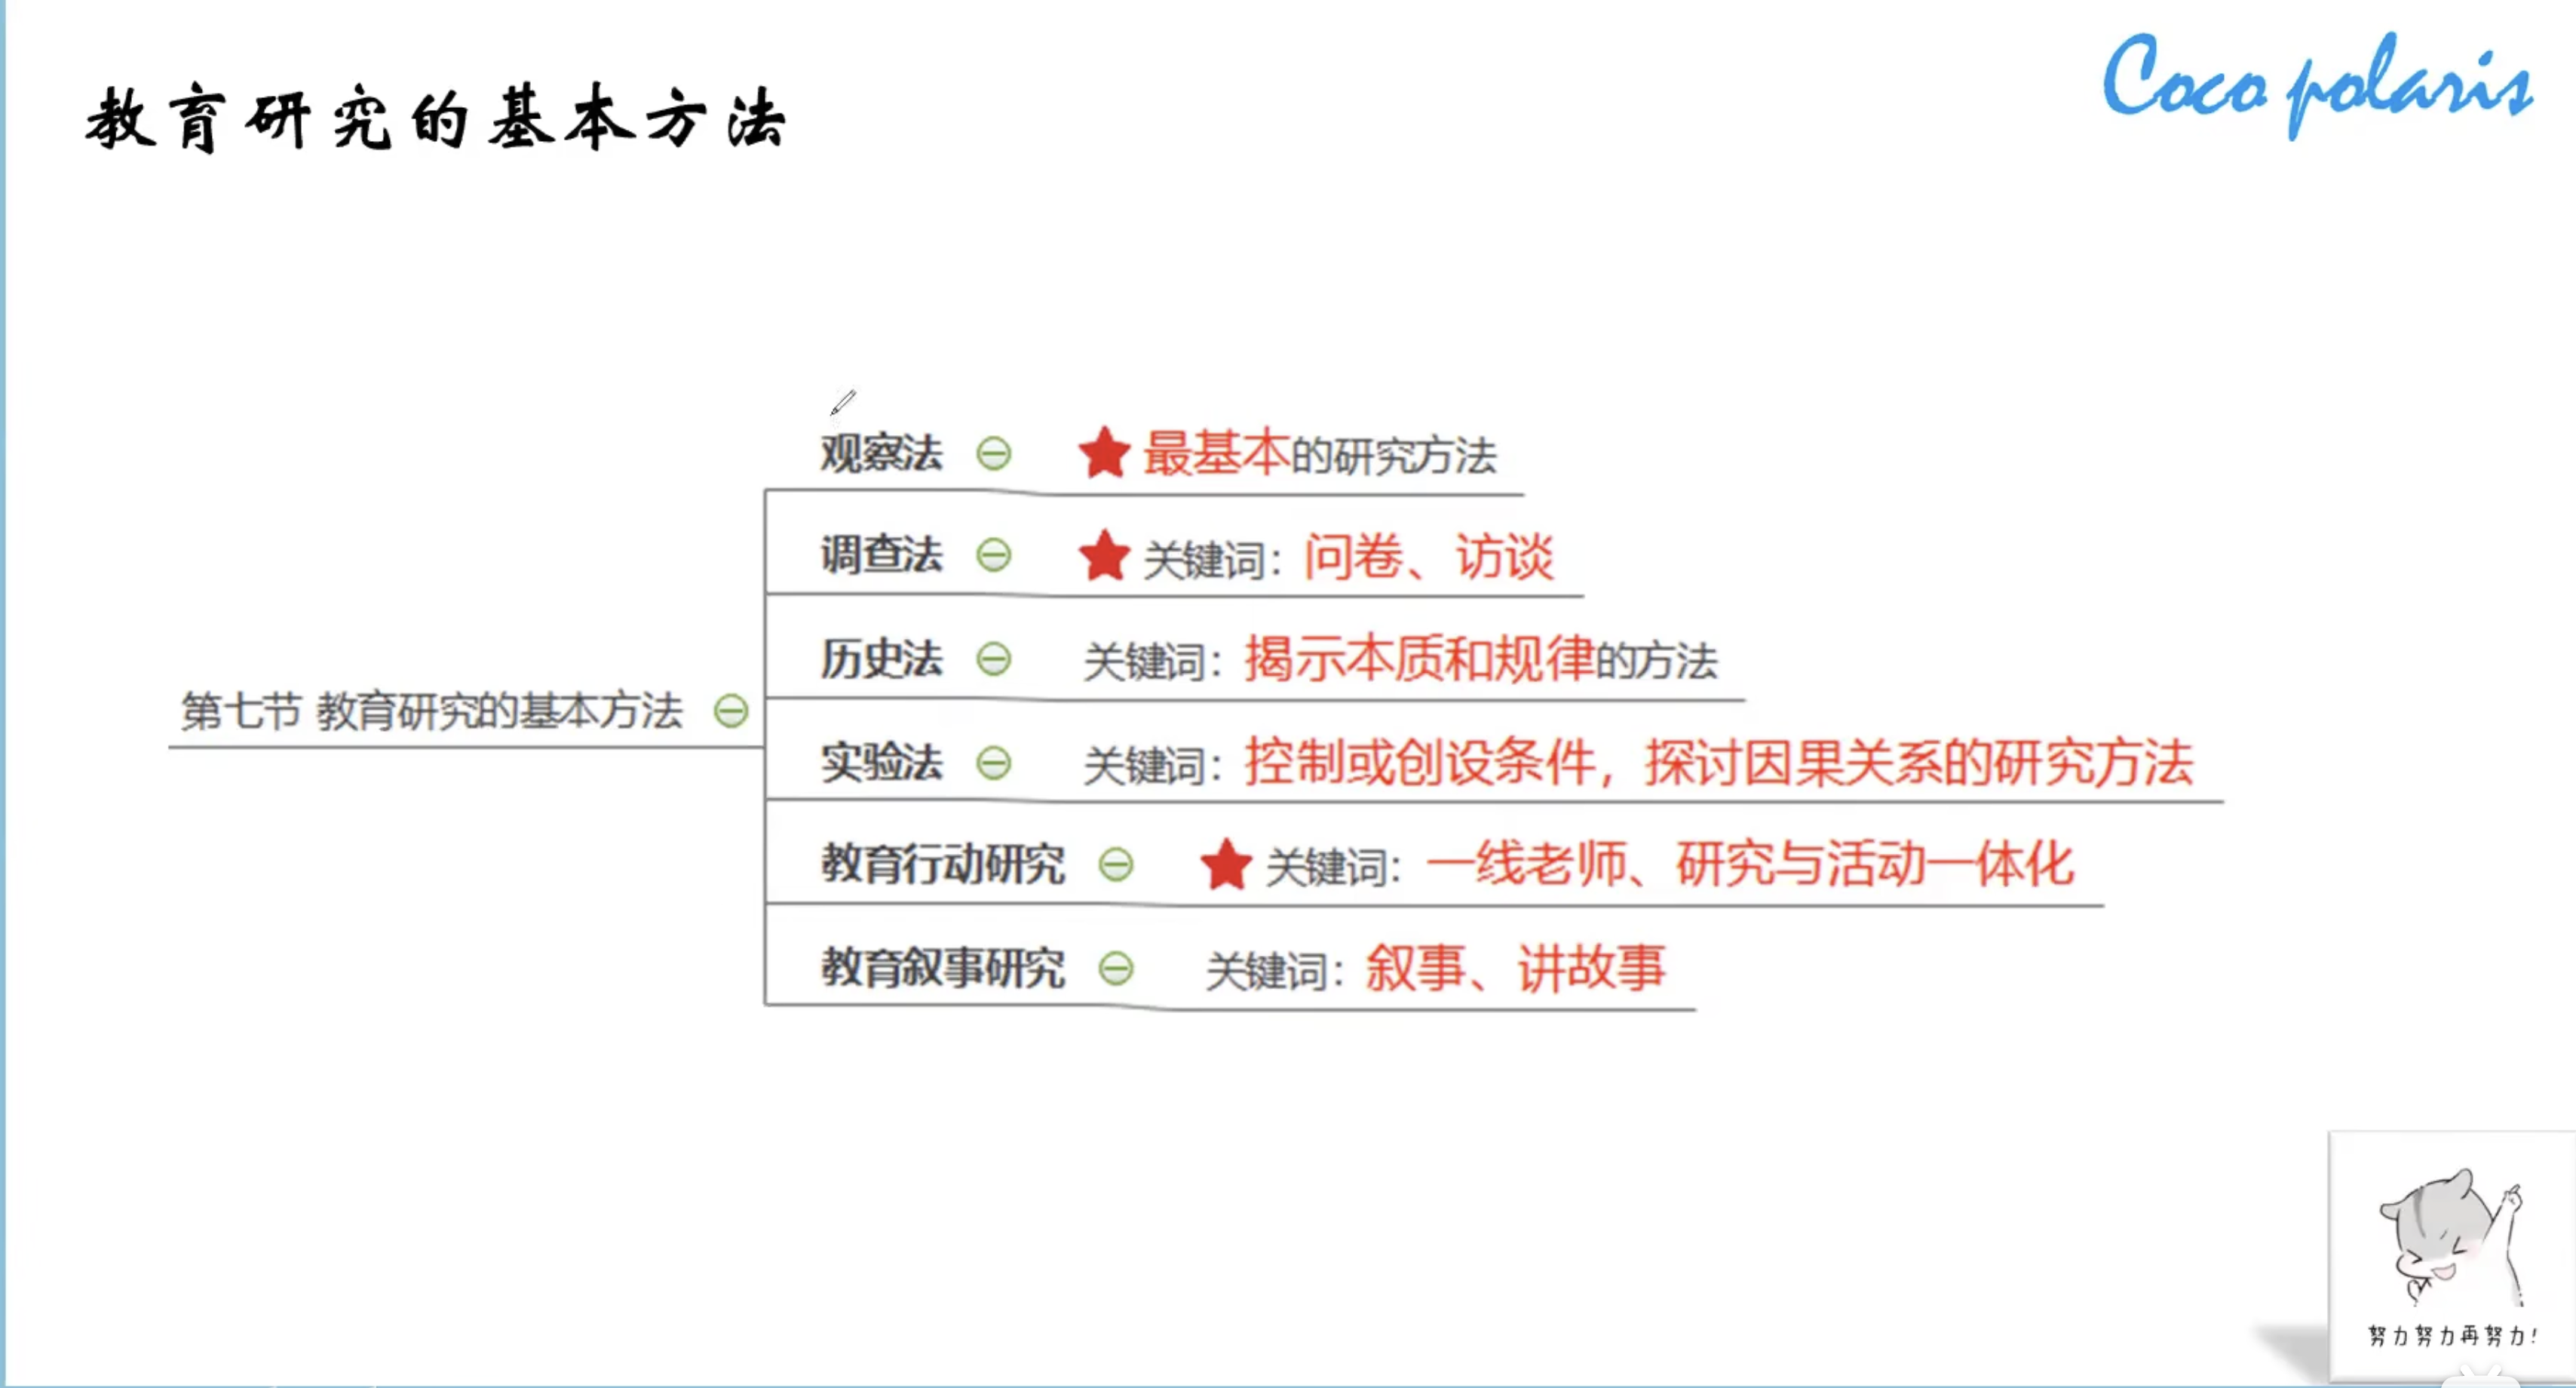 教育研究的基本方法
Coco polaris
观察法 ★ 最基本的研究方法
调查法 ★ 关键词：问卷、访谈
历史法 关键词：揭示本质和规律的方法
第七节 教育研究的基本方法
实验法 关键词：控制或创设条件，探讨因果关系的研究方法
教育行动研究 ★ 关键词：一线老师、研究与活动一体化
教育叙事研究 关键词：叙事、讲故事
努力努力再努力！